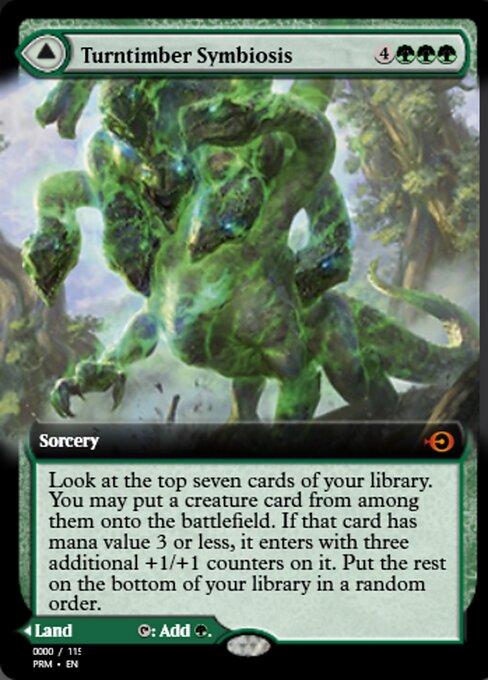 Turntimber Symbiosis 4
Sorcery
Look at the top seven cards of your library.
You may put a creature card from among
them onto the battlefield. If that card has
mana value 3 or less, it enters with three
additional +1/+1 counters on it. Put the rest
on the bottom of your library in a random
order.
Land : Add .
0000 / 115
PRM • EN